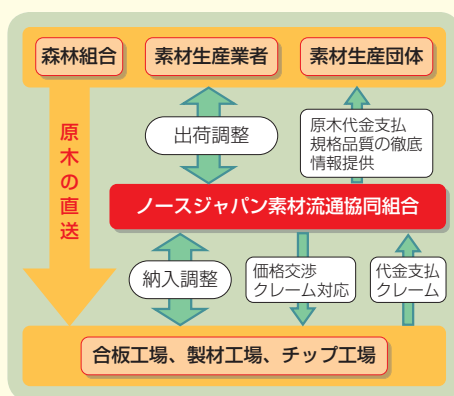 森林組合
素材生産業者
素材生産団体
原木の直送
出荷調整
原木代金支払
規格品質の徹底
情報提供
ノースジャパン素材流通協同組合
納入調整
価格交渉
クレーム対応
代金支払
クレーム
合板工場、製材工場、チップ工場